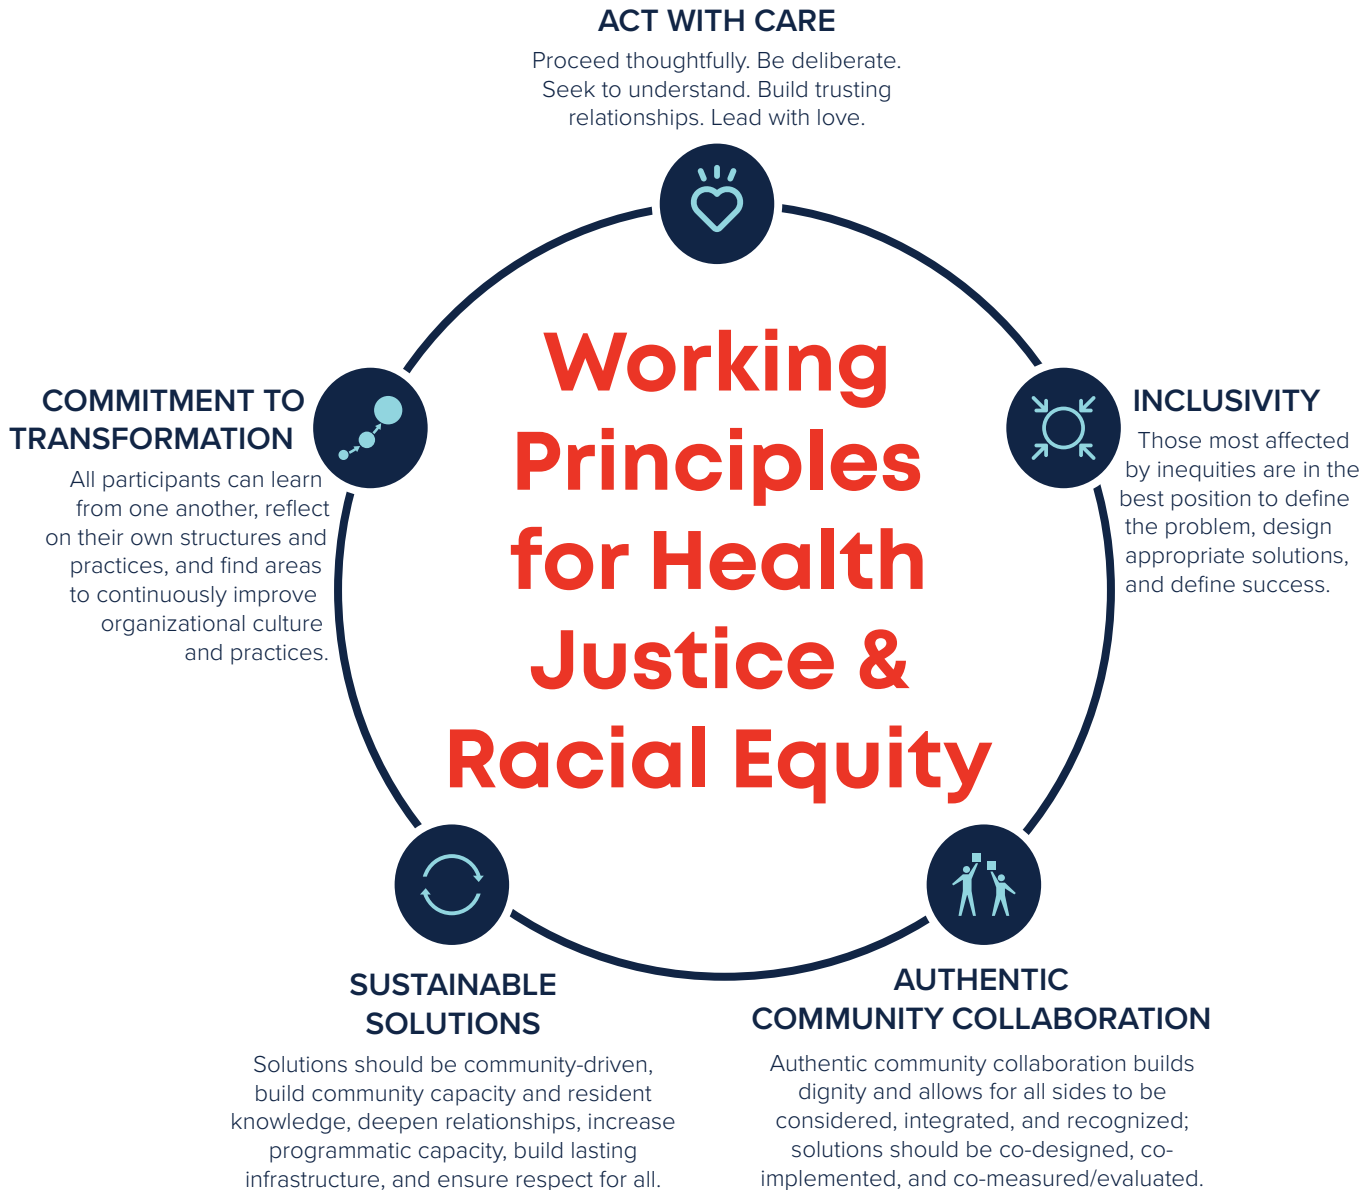 ACT WITH CARE
Proceed thoughtfully. Be deliberate.
Seek to understand. Build trusting
relationships. Lead with love.
Working
Principles
for Health
Justice &
Racial Equity
INCLUSIVITY
Those most affected
by inequities are in the
best position to define
the problem, design
appropriate solutions,
and define success.
AUTHENTIC
COMMUNITY COLLABORATION
Authentic community collaboration builds
dignity and allows for all sides to be
considered, integrated, and recognized;
solutions should be co-designed, co-
implemented, and co-measured/evaluated.
SUSTAINABLE
SOLUTIONS
Solutions should be community-driven,
build community capacity and resident
knowledge, deepen relationships, increase
programmatic capacity, build lasting
infrastructure, and ensure respect for all.
COMMITMENT TO
TRANSFORMATION
All participants can learn
from one another, reflect
on their own structures and
practices, and find areas
to continuously improve
organizational culture
and practices.